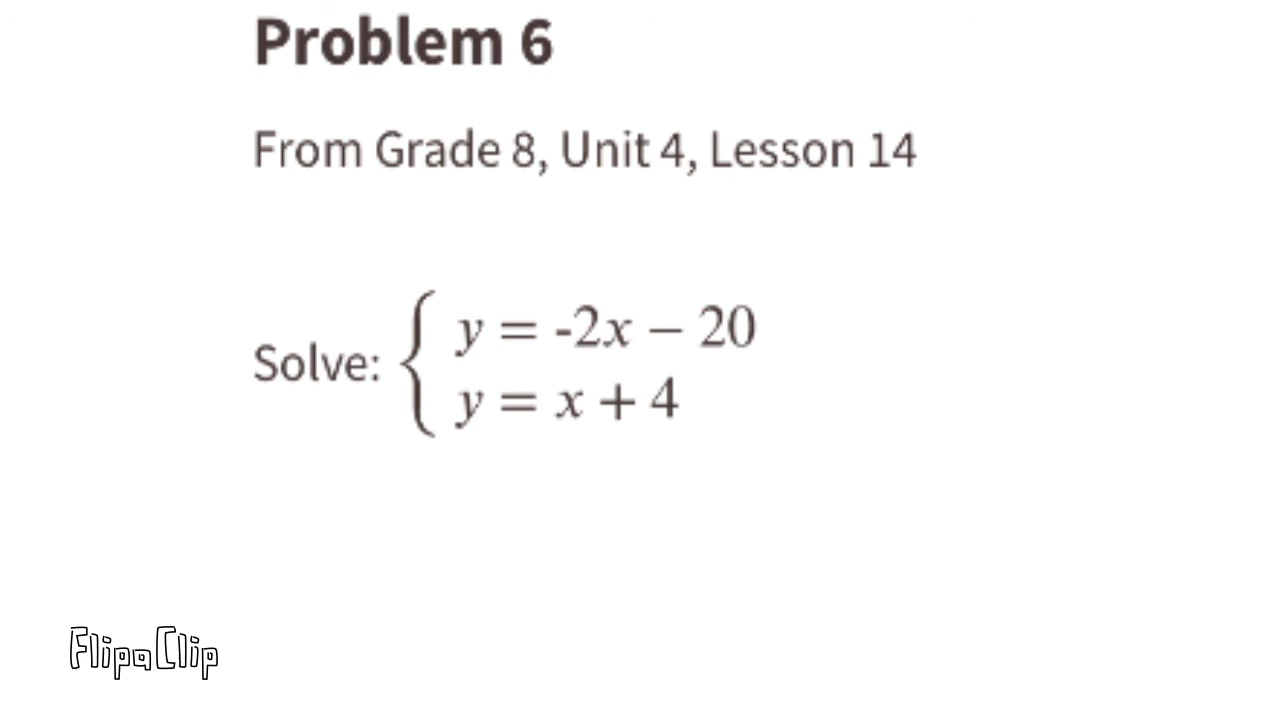 Problem 6
From Grade 8, Unit 4, Lesson 14
y = -2x − 20
Solve:
y = x + 4
FlipaClip